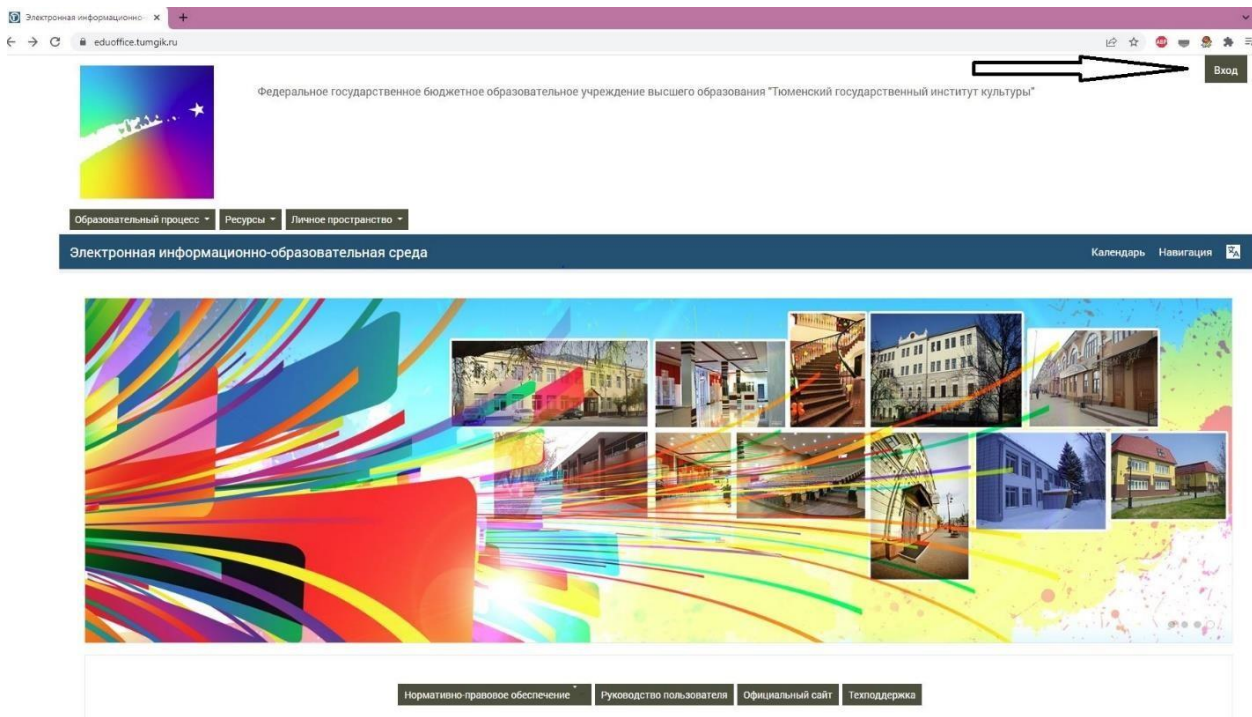 Электронная информационно-
eduoffice.tumgik.ru
ABP
Вход
Федеральное государственное бюджетное образовательное учреждение высшего образования "Тюменский государственный институт культуры"
Образовательный процесс Ресурсы Личное пространство
Электронная информационно-образовательная среда Календарь Навигация
Нормативно-правовое обеспечение Руководство пользователя Официальный сайт Техподдержка